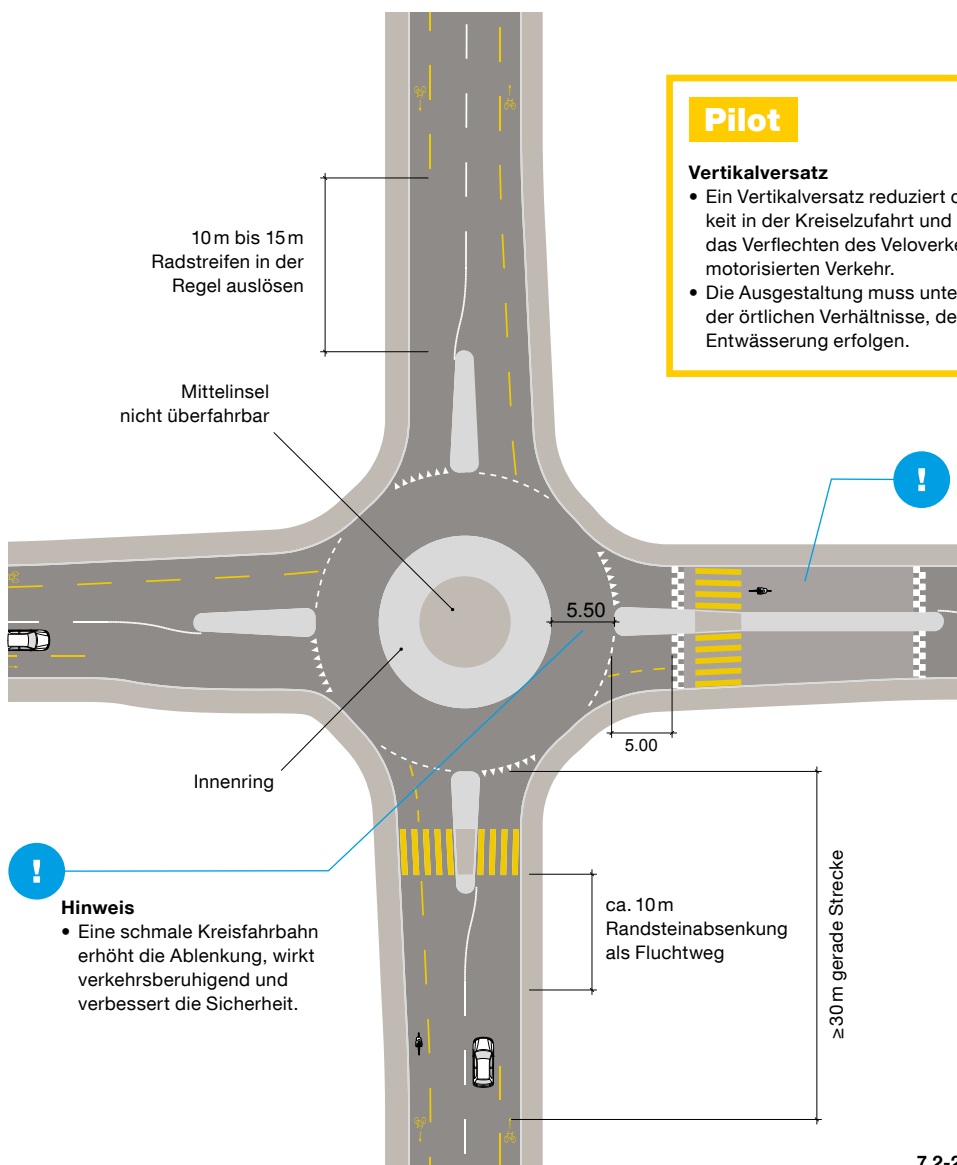 Pilot
Vertikalversatz
• Ein Vertikalversatz reduziert
keit in der Kreiselzufahrt und
das Verflechten des
motorisierten Verkehr.
• Die Ausgestaltung muss
der örtlichen Verhältnisse,
Entwässerung erfolgen.
10 m bis 15 m
Radstreifen in der
Regel auslösen
Mittelinsel
nicht überfahrbar
!
5.50
5.00
Innenring
!
Hinweis
• Eine schmale Kreisfahrbahn
erhöht die Ablenkung, wirkt
verkehrsberuhigend und
verbessert die Sicherheit.
ca. 10 m
Randsteinabsenkung
als Fluchtweg
≥30 m gerade Strecke